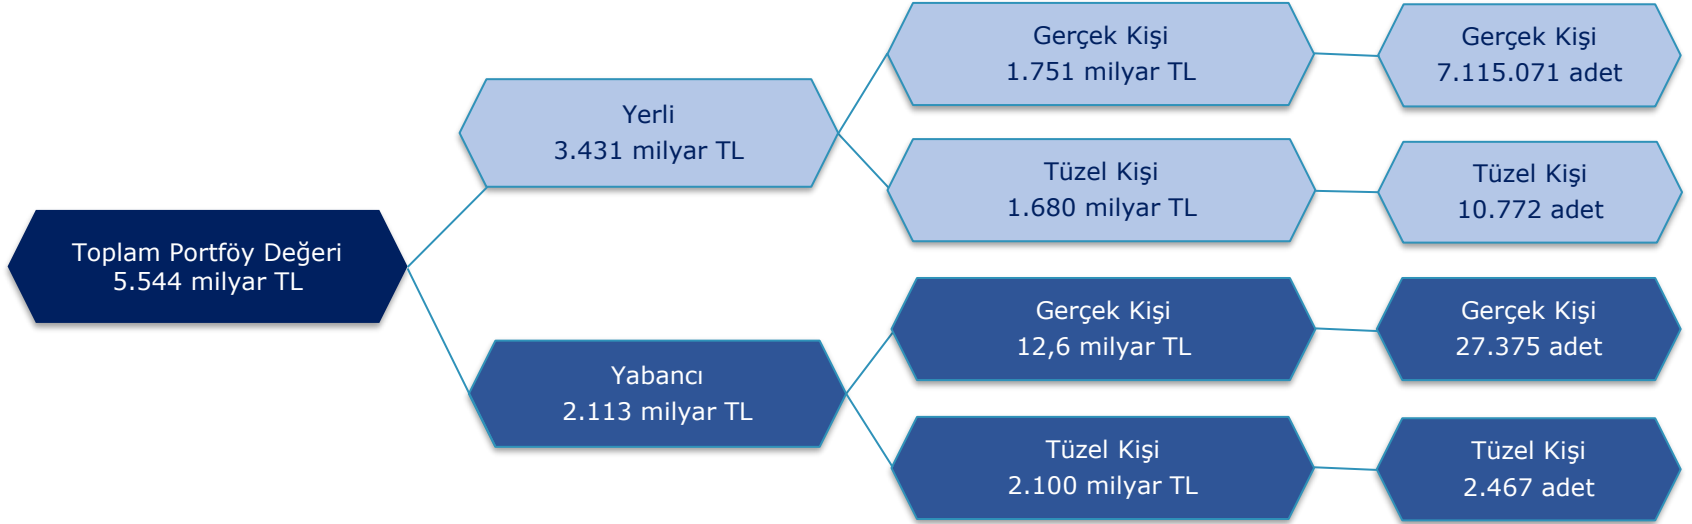 Toplam Portföy Değeri
5.544 milyar TL
Yerli
3.431 milyar TL
Gerçek Kişi
1.751 milyar TL
Gerçek Kişi
7.115.071 adet
Tüzel Kişi
1.680 milyar TL
Tüzel Kişi
10.772 adet
Yabancı
2.113 milyar TL
Gerçek Kişi
12,6 milyar TL
Gerçek Kişi
27.375 adet
Tüzel Kişi
2.100 milyar TL
Tüzel Kişi
2.467 adet